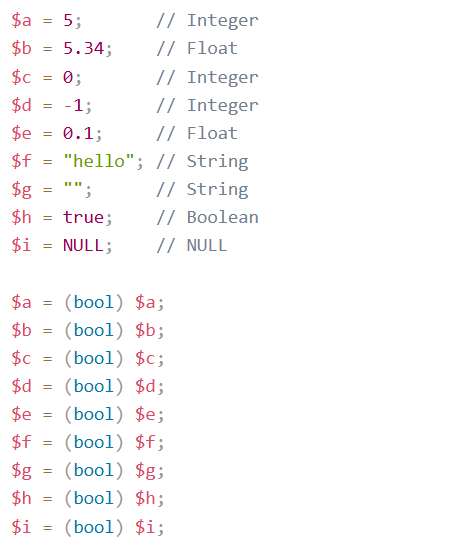 $a = 5;       // Integer
$b = 5.34;    // Float
$c = 0;       // Integer
$d = -1;      // Integer
$e = 0.1;     // Float
$f = "hello"; // String
$g = "";      // String
$h = true;    // Boolean
$i = NULL;    // NULL

$a = (bool) $a;
$b = (bool) $b;
$c = (bool) $c;
$d = (bool) $d;
$e = (bool) $e;
$f = (bool) $f;
$g = (bool) $g;
$h = (bool) $h;
$i = (bool) $i;